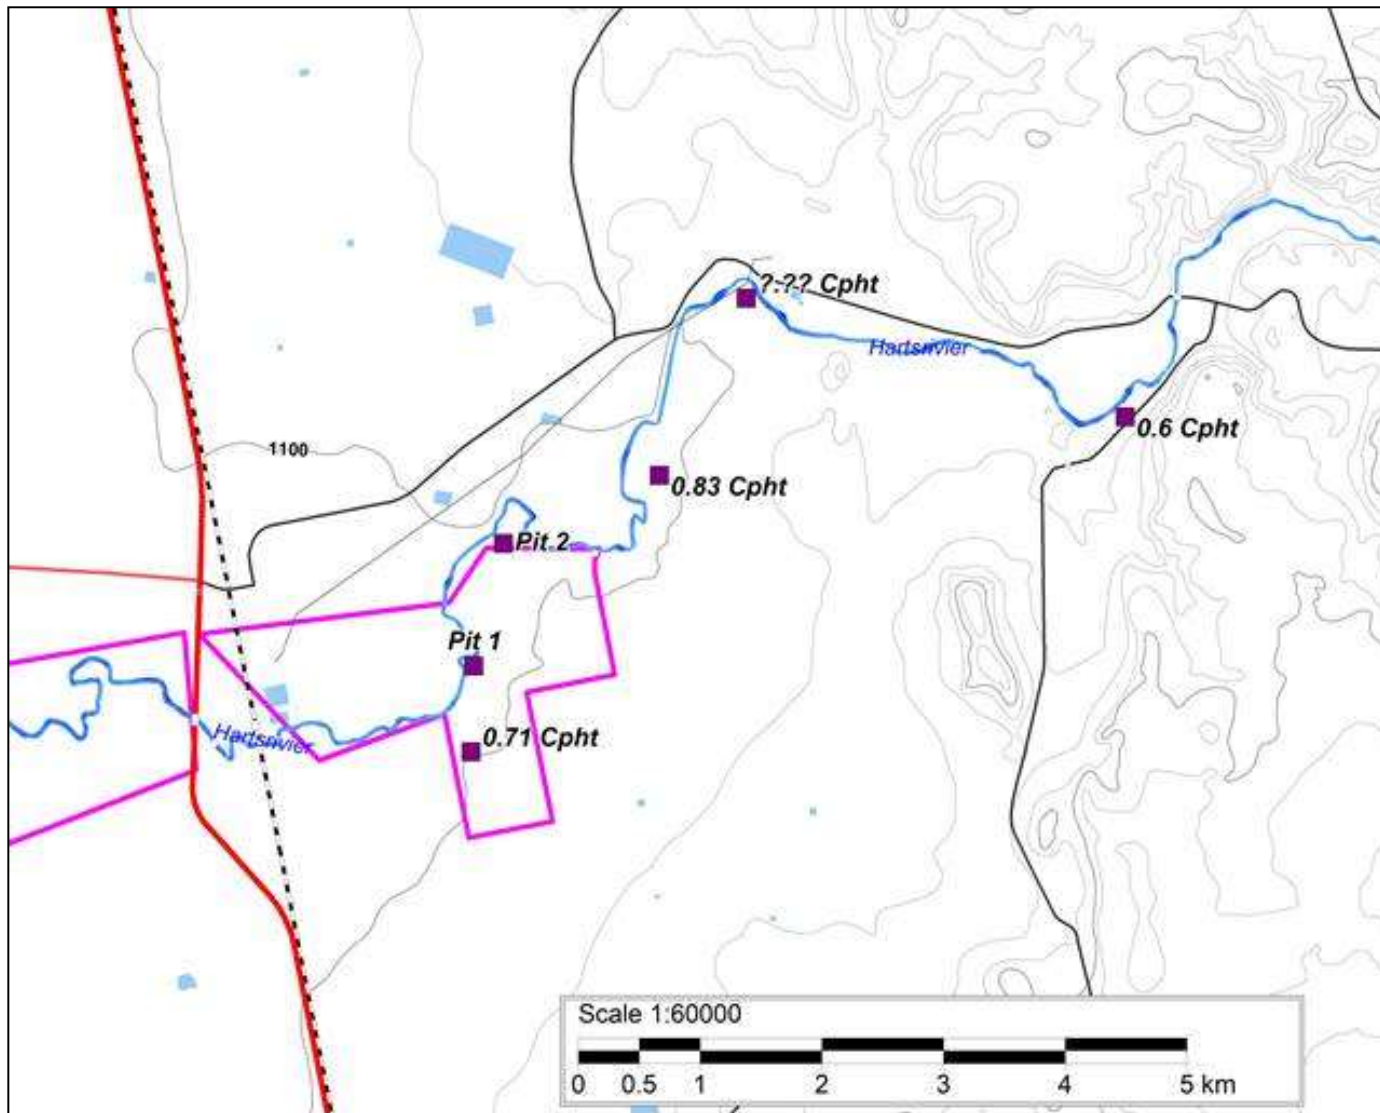 ?.?? Cpht
Hartsrivier
0.6 Cpht
1100
0.83 Cpht
Pit 2
Pit 1
Hartsrivier
0.71 Cpht
Scale 1:60000
0 0.5 1 2 3 4 5 km